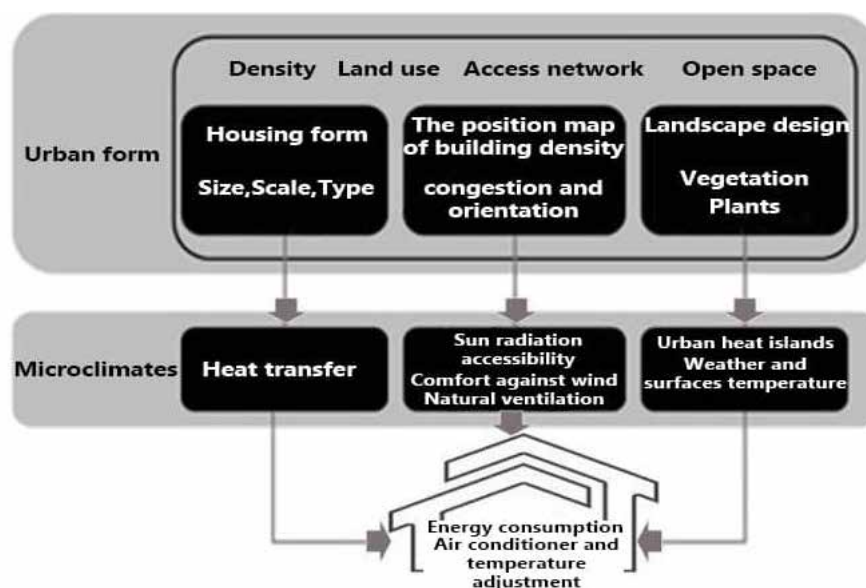 Density Land use Access network Open space
Urban form
Housing form
Size,Scale,Type
The position map
of building density
congestion and
orientation
Landscape design
Vegetation
Plants
Microclimates
Heat transfer
Sun radiation
accessibility
Comfort against wind
Natural ventilation
Urban heat islands
Weather and
surfaces temperature
Energy consumption
Air conditioner and
temperature
adjustment